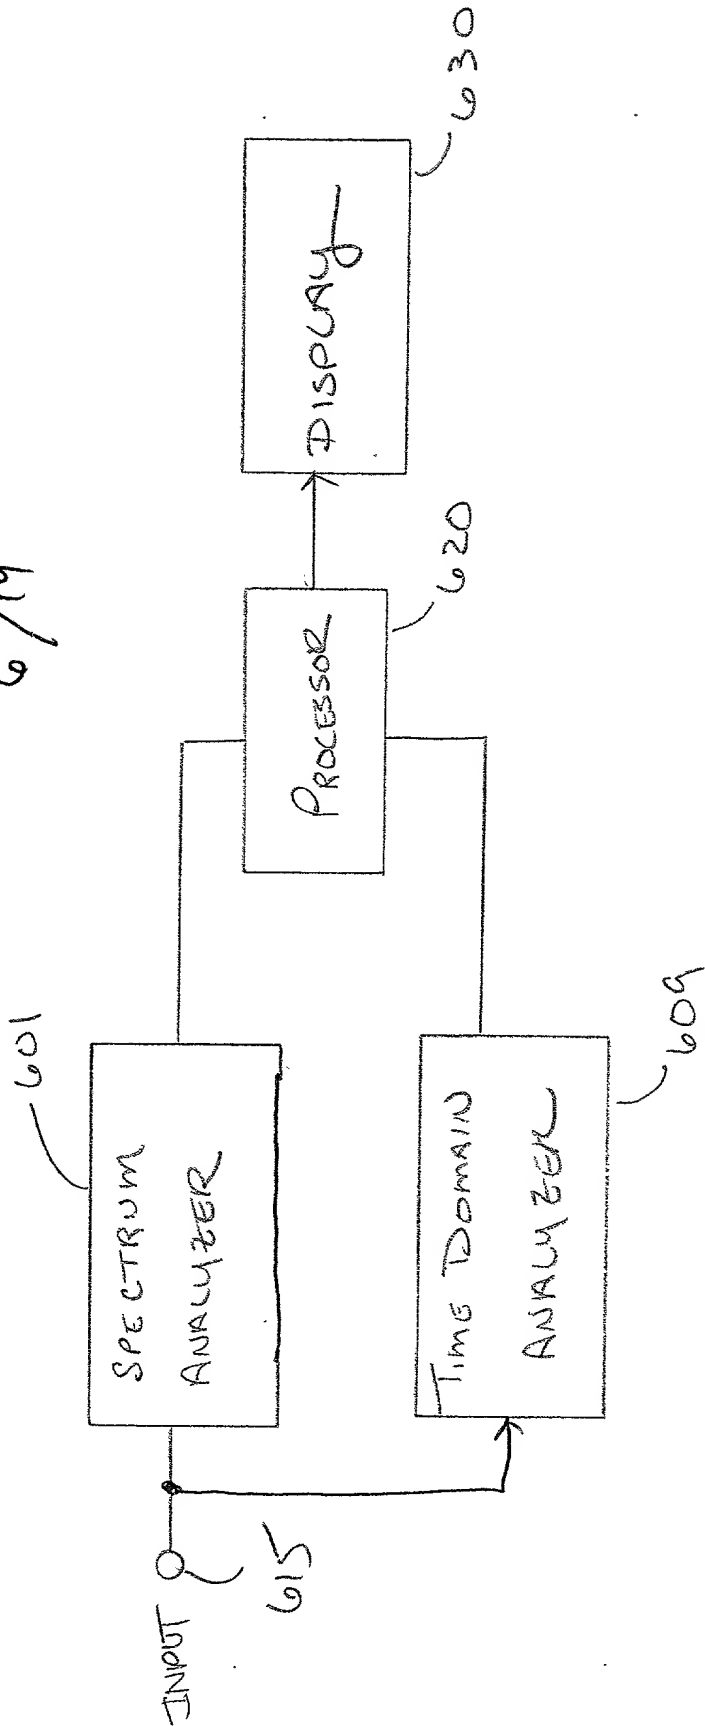 6/19
INPUT
615
601
SPECTRUM
ANALYZER
TIME DOMAIN
ANALYZER
609
PROCESSOR
620
DISPLAY
630